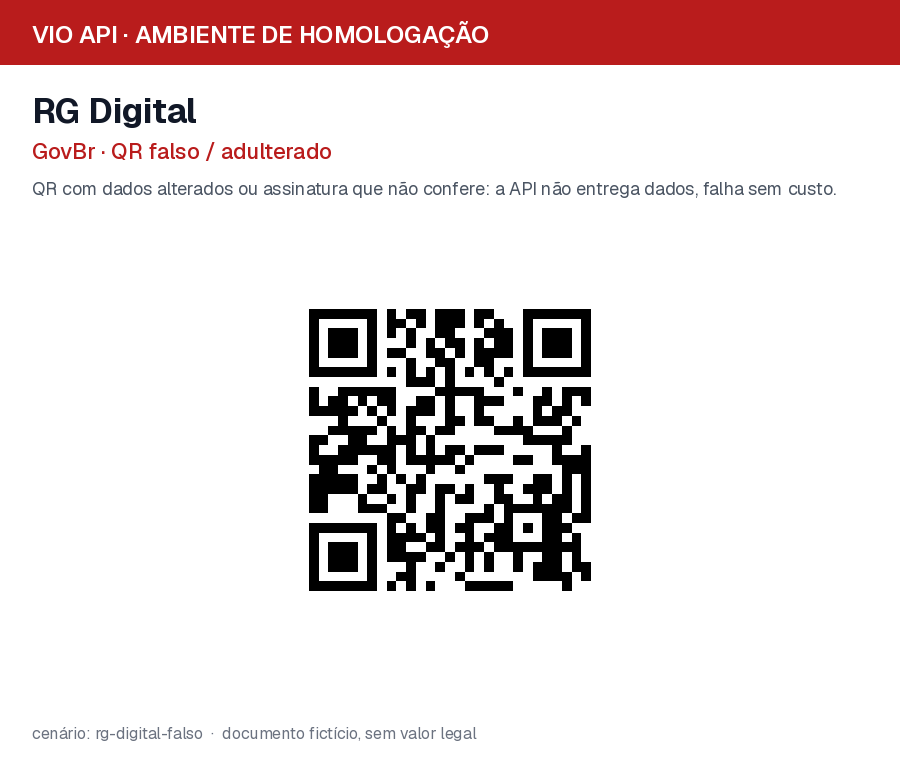 VIO API · AMBIENTE DE HOMOLOGAÇÃO
RG Digital
GovBr · QR falso / adulterado
QR com dados alterados ou assinatura que não confere: a API não entrega dados, falha sem custo.
cenário: rg-digital-falso · documento fictício, sem valor legal